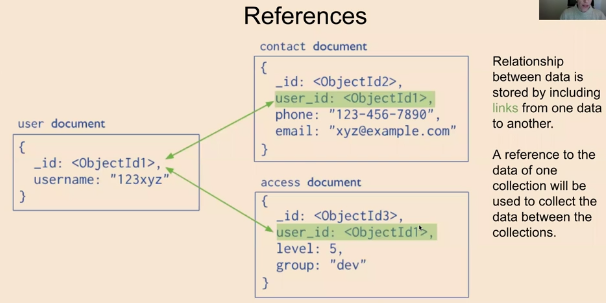 References
contact document
{
_id: <ObjectId2>,
user_id: <ObjectId1>,
phone: "123-456-7890",
email: "xyz@example.com"
}
user document
{
_id: <ObjectId1>,
username: "123xyz"
}
access document
{
_id: <ObjectId3>,
user_id: <ObjectId1>,
level: 5,
group: "dev"
}
Relationship
between data is
stored by including
links from one data
to another.
A reference to the
data of one
collection will be
used to collect the
data between the
collections.